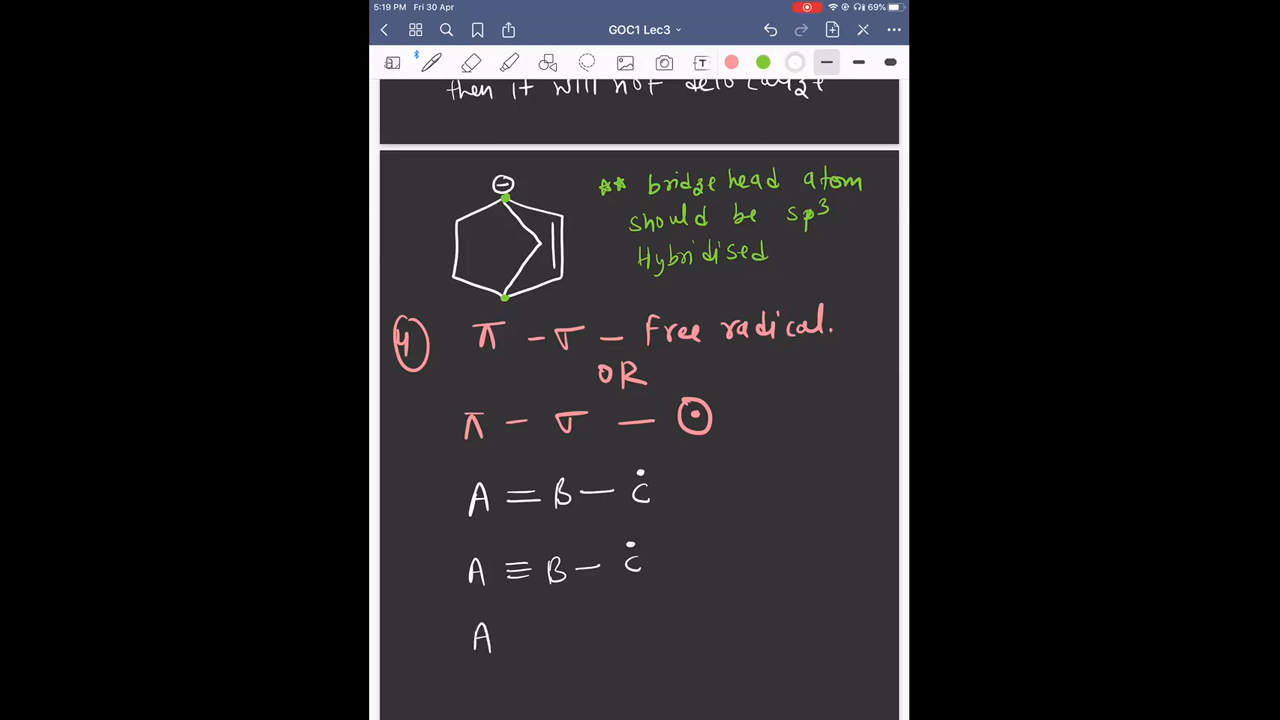 5:19 PM Fri 30 Apr
69%
GOC1 Lec3
T
then it will not delocalize
⊖
** bridge head atom
should be sp³
Hybridised
4 π - σ - Free radical.
OR
π - σ - ⊙
A = B - Ċ
A ≡ B - Ċ
A